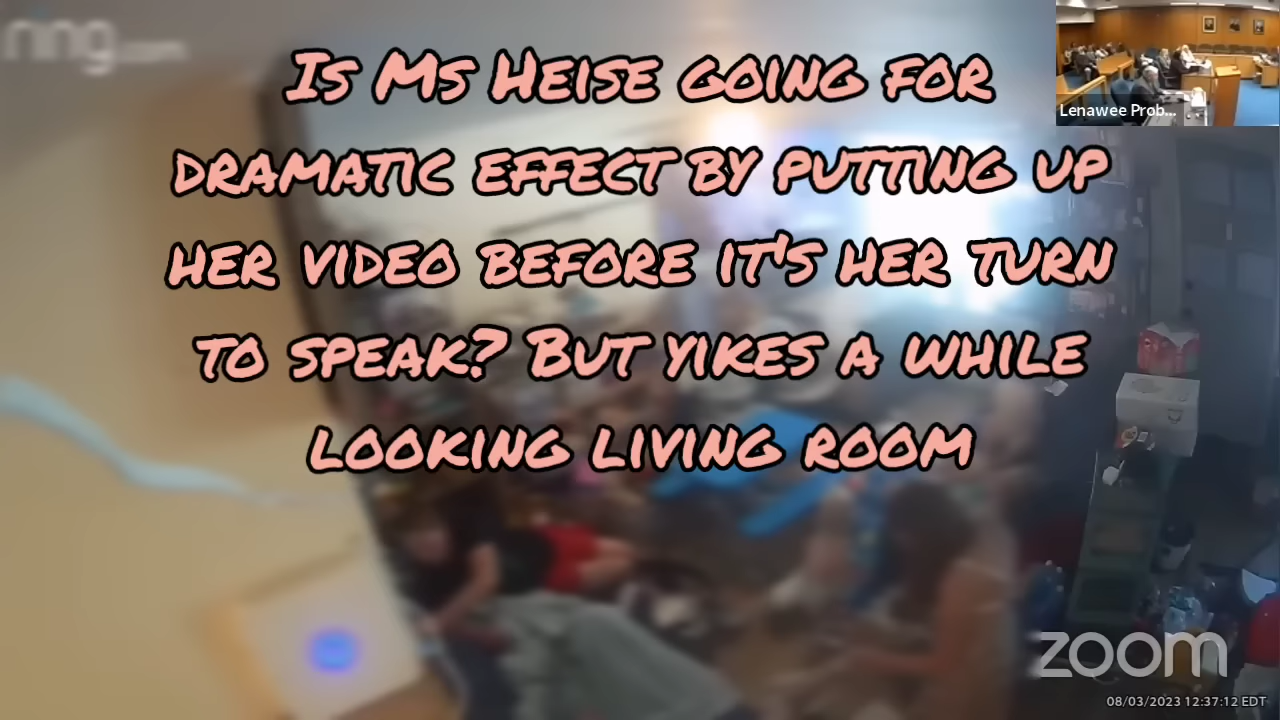 ring.com
Is Ms Heise going for
dramatic effect by putting up
her video before it's her turn
to speak? But yikes a while
looking living room
Lenawee Prob...
zoom
08/03/2023 12:37:12 EDT